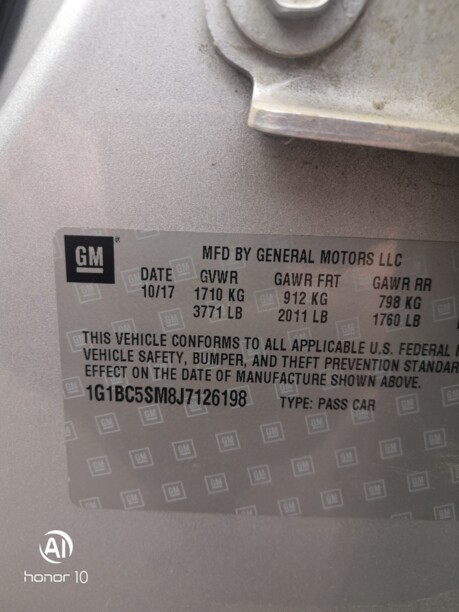 GM
MFD BY GENERAL MOTORS LLC
DATE GVWR GAWR FRT GAWR RR
10/17 1710 KG 912 KG 798 KG
3771 LB 2011 LB 1760 LB
THIS VEHICLE CONFORMS TO ALL APPLICABLE U.S. FEDERAL
VEHICLE SAFETY, BUMPER, AND THEFT PREVENTION STANDARD
EFFECT ON THE DATE OF MANUFACTURE SHOWN ABOVE.
1G1BC5SM8J7126198 TYPE: PASS CAR
AI
honor 10